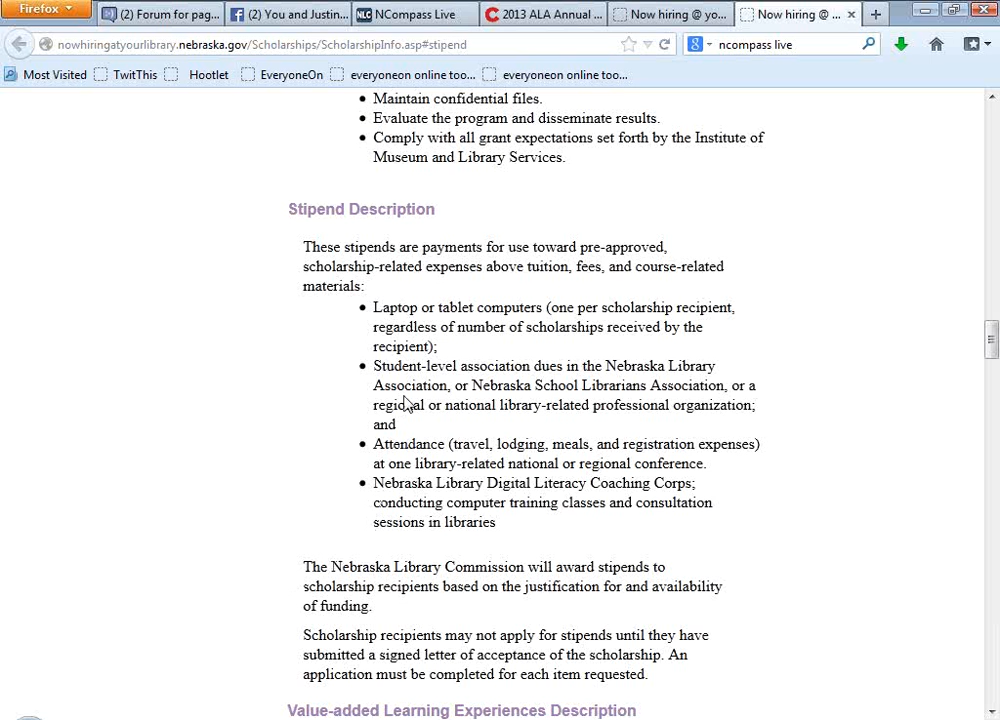 Firefox
(2) Forum for pag...
(2) You and Justin...
NLC NCompass Live
2013 ALA Annual ...
Now hiring @ yo...
Now hiring @ ...
nowhiringatyourlibrary.nebraska.gov/Scholarships/ScholarshipInfo.asp#stipend
ncompass live
Most Visited
TwitThis
Hootlet
EveryoneOn
everyoneon online too...
everyoneon online too...
• Maintain confidential files.
• Evaluate the program and disseminate results.
• Comply with all grant expectations set forth by the Institute of
Museum and Library Services.
Stipend Description
These stipends are payments for use toward pre-approved,
scholarship-related expenses above tuition, fees, and course-related
materials:
• Laptop or tablet computers (one per scholarship recipient,
regardless of number of scholarships received by the
recipient);
• Student-level association dues in the Nebraska Library
Association, or Nebraska School Librarians Association, or a
regional or national library-related professional organization;
and
• Attendance (travel, lodging, meals, and registration expenses)
at one library-related national or regional conference.
• Nebraska Library Digital Literacy Coaching Corps;
conducting computer training classes and consultation
sessions in libraries
The Nebraska Library Commission will award stipends to
scholarship recipients based on the justification for and availability
of funding.
Scholarship recipients may not apply for stipends until they have
submitted a signed letter of acceptance of the scholarship. An
application must be completed for each item requested.
Value-added Learning Experiences Description